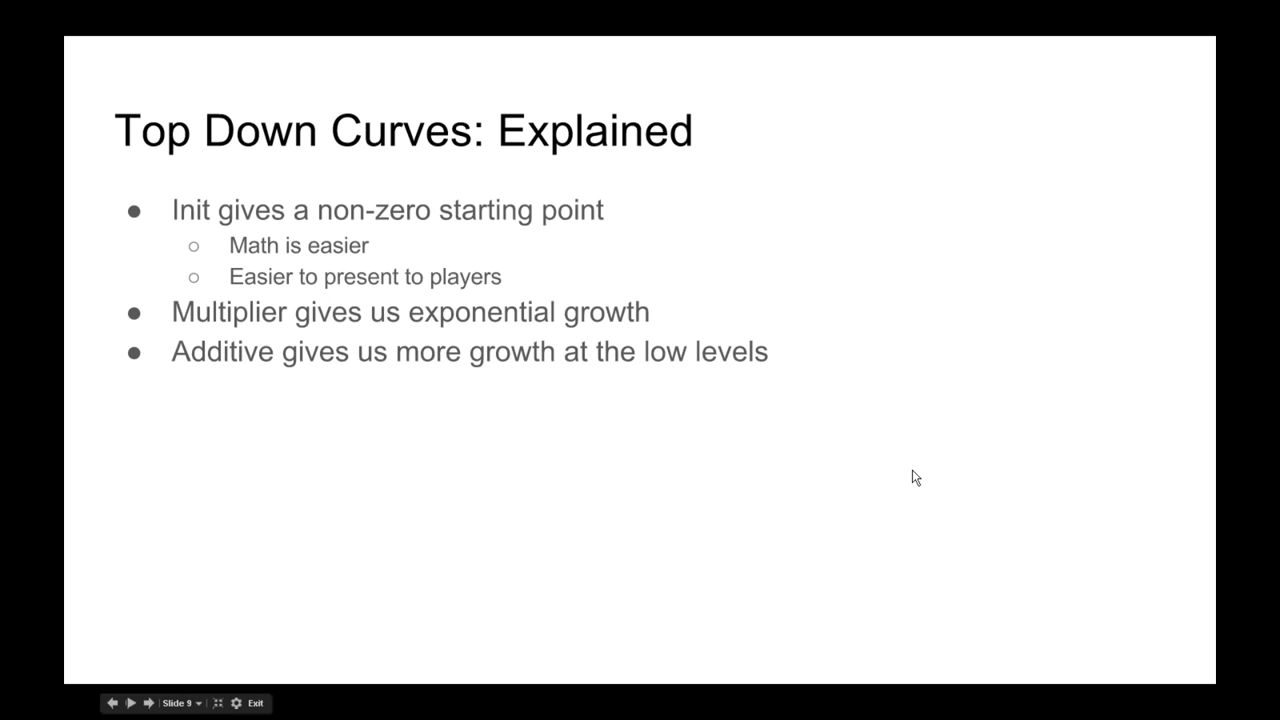 Top Down Curves: Explained
● Init gives a non-zero starting point
○ Math is easier
○ Easier to present to players
● Multiplier gives us exponential growth
● Additive gives us more growth at the low levels
Slide 9 Exit